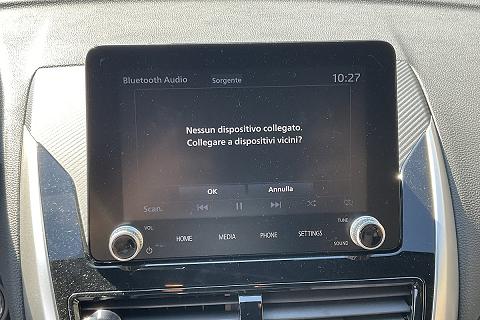 Bluetooth Audio Sorgente 10:27
Nessun dispositivo collegato.
Collegare a dispositivi vicini?
OK Annulla
Scan.
VOL TUNE
HOME MEDIA PHONE SETTINGS
SOUND